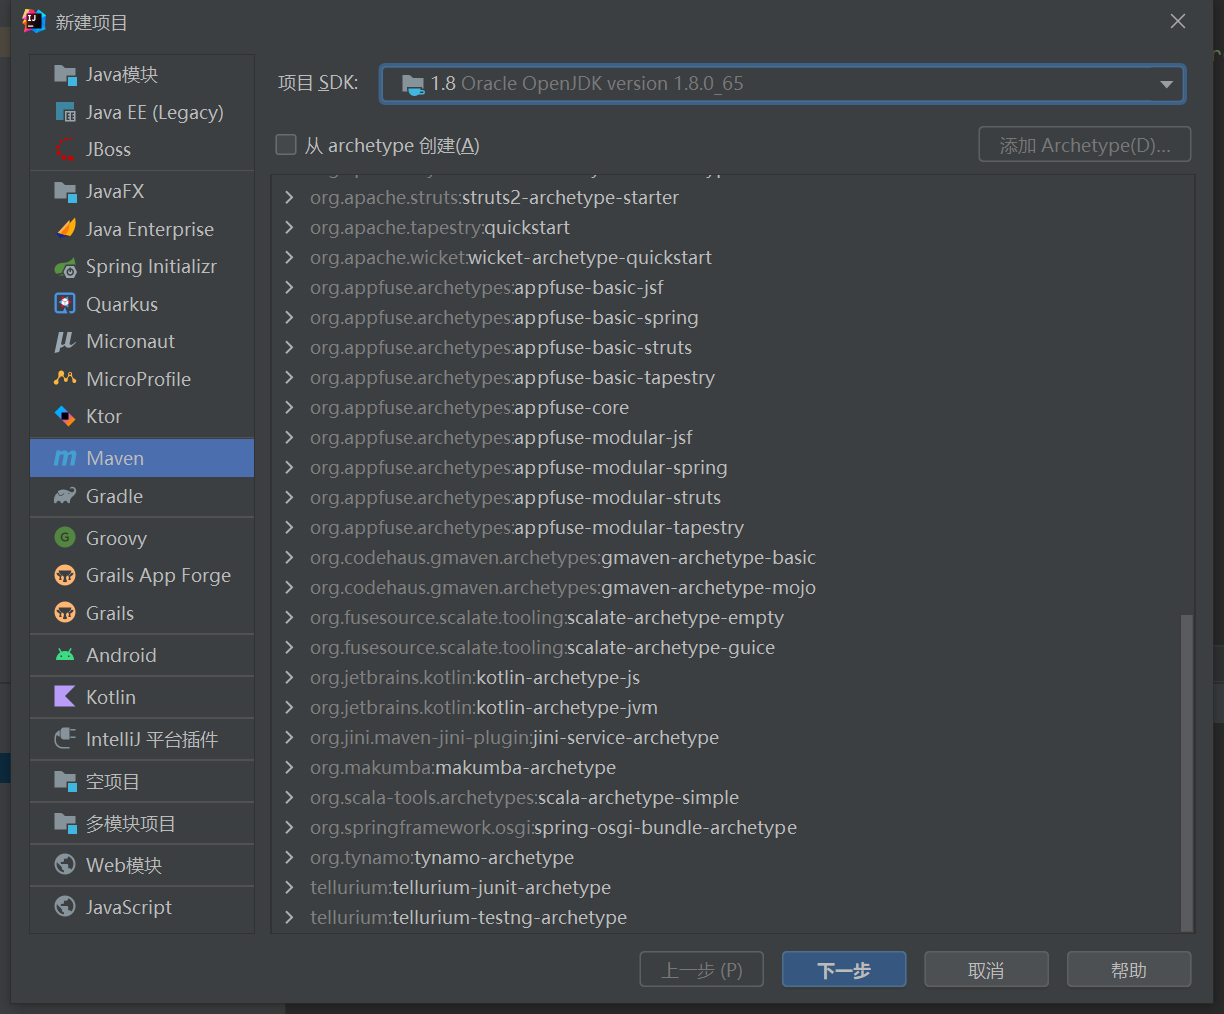 新建项目
Java模块
Java EE (Legacy)
JBoss
JavaFX
Java Enterprise
Spring Initializr
Quarkus
Micronaut
MicroProfile
Ktor
Maven
Gradle
Groovy
Grails App Forge
Grails
Android
Kotlin
IntelliJ 平台插件
空项目
多模块项目
Web模块
JavaScript
项目 SDK: 1.8 Oracle OpenJDK version 1.8.0_65
从 archetype 创建(A) 添加 Archetype(D)...
org.apache.struts:struts2-archetype-starter
org.apache.tapestry:quickstart
org.apache.wicket:wicket-archetype-quickstart
org.appfuse.archetypes:appfuse-basic-jsf
org.appfuse.archetypes:appfuse-basic-spring
org.appfuse.archetypes:appfuse-basic-struts
org.appfuse.archetypes:appfuse-basic-tapestry
org.appfuse.archetypes:appfuse-core
org.appfuse.archetypes:appfuse-modular-jsf
org.appfuse.archetypes:appfuse-modular-spring
org.appfuse.archetypes:appfuse-modular-struts
org.appfuse.archetypes:appfuse-modular-tapestry
org.codehaus.gmaven.archetypes:gmaven-archetype-basic
org.codehaus.gmaven.archetypes:gmaven-archetype-mojo
org.fusesource.scalate.tooling:scalate-archetype-empty
org.fusesource.scalate.tooling:scalate-archetype-guice
org.jetbrains.kotlin:kotlin-archetype-js
org.jetbrains.kotlin:kotlin-archetype-jvm
org.jini.maven-jini-plugin:jini-service-archetype
org.makumba:makumba-archetype
org.scala-tools.archetypes:scala-archetype-simple
org.springframework.osgi:spring-osgi-bundle-archetype
org.tynamo:tynamo-archetype
tellurium:tellurium-junit-archetype
tellurium:tellurium-testng-archetype
上一步 (P) 下一步 取消 帮助